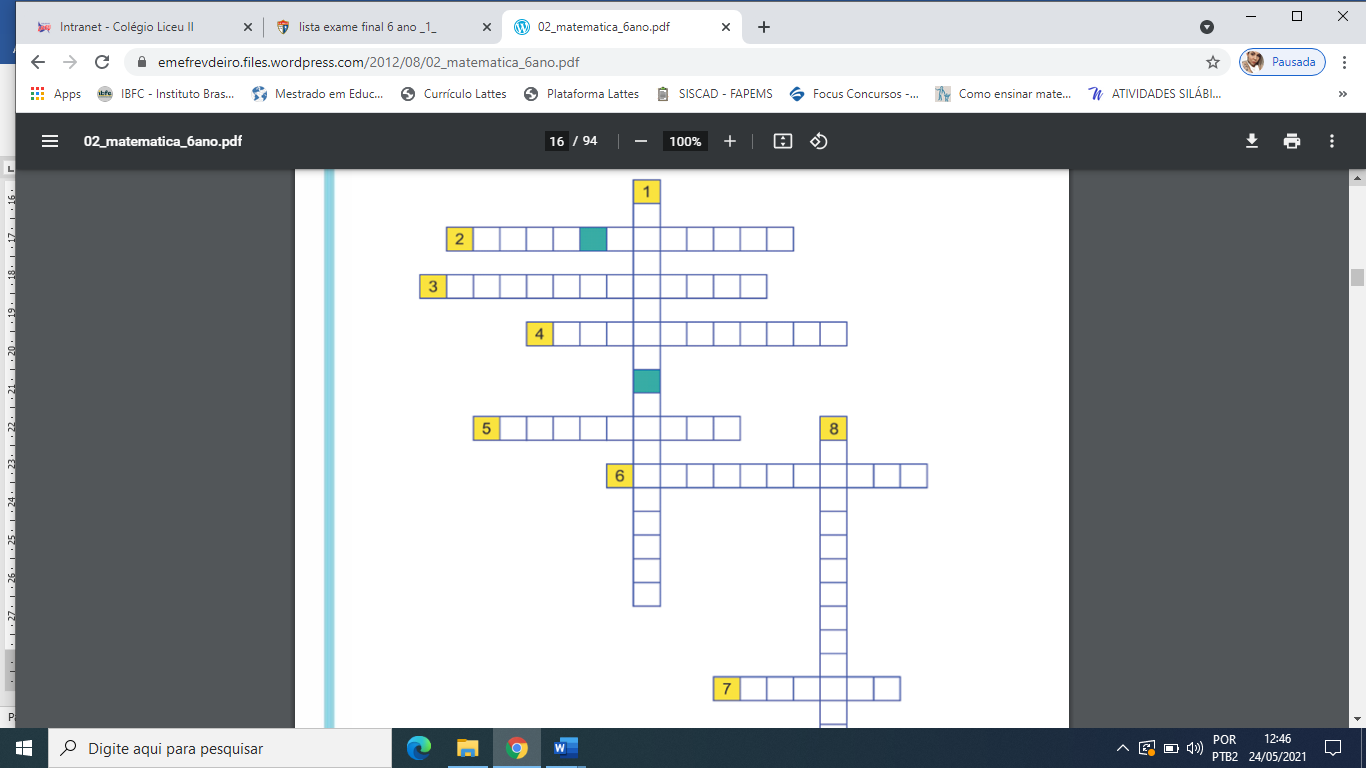 Intranet - Colégio Liceu II
lista exame final 6 ano _1_
02_matematica_6ano.pdf
emefrevdeiro.files.wordpress.com/2012/08/02_matematica_6ano.pdf
Pausada
Apps
IBFC - Instituto Bras...
Mestrado em Educ...
Currículo Lattes
Plataforma Lattes
SISCAD - FAPEMS
Focus Concursos -...
Como ensinar mate...
ATIVIDADES SILÁBI...
»
02_matematica_6ano.pdf
16 / 94
100%
1
2
3
4
5
8
6
7
Digite aqui para pesquisar
POR
PTB2
12:46
24/05/2021